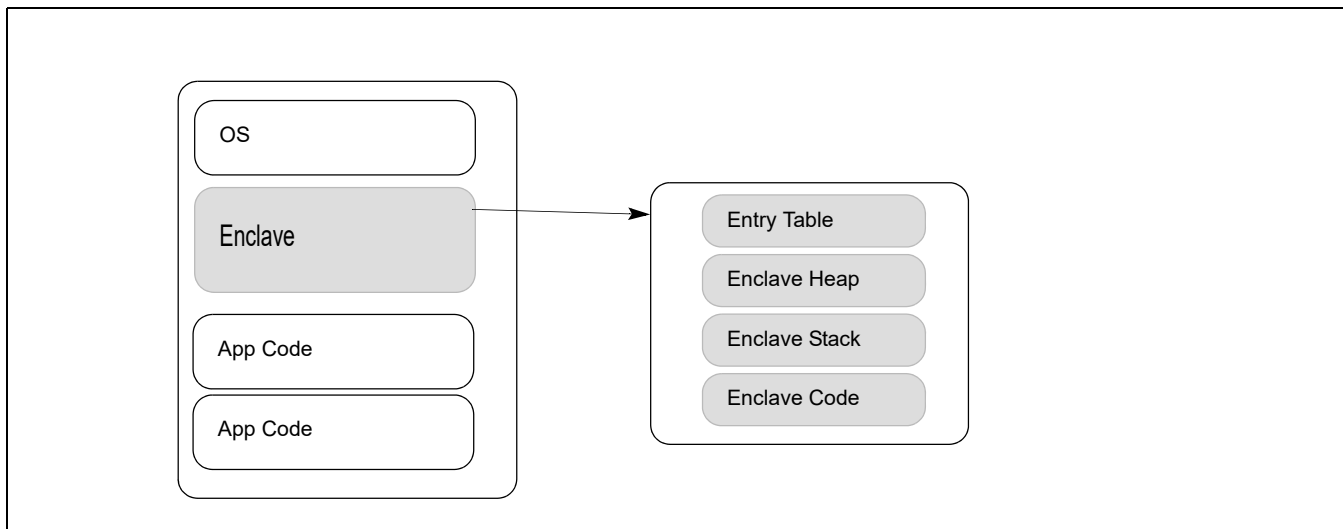 OS
Enclave
App Code
App Code
Entry Table
Enclave Heap
Enclave Stack
Enclave Code